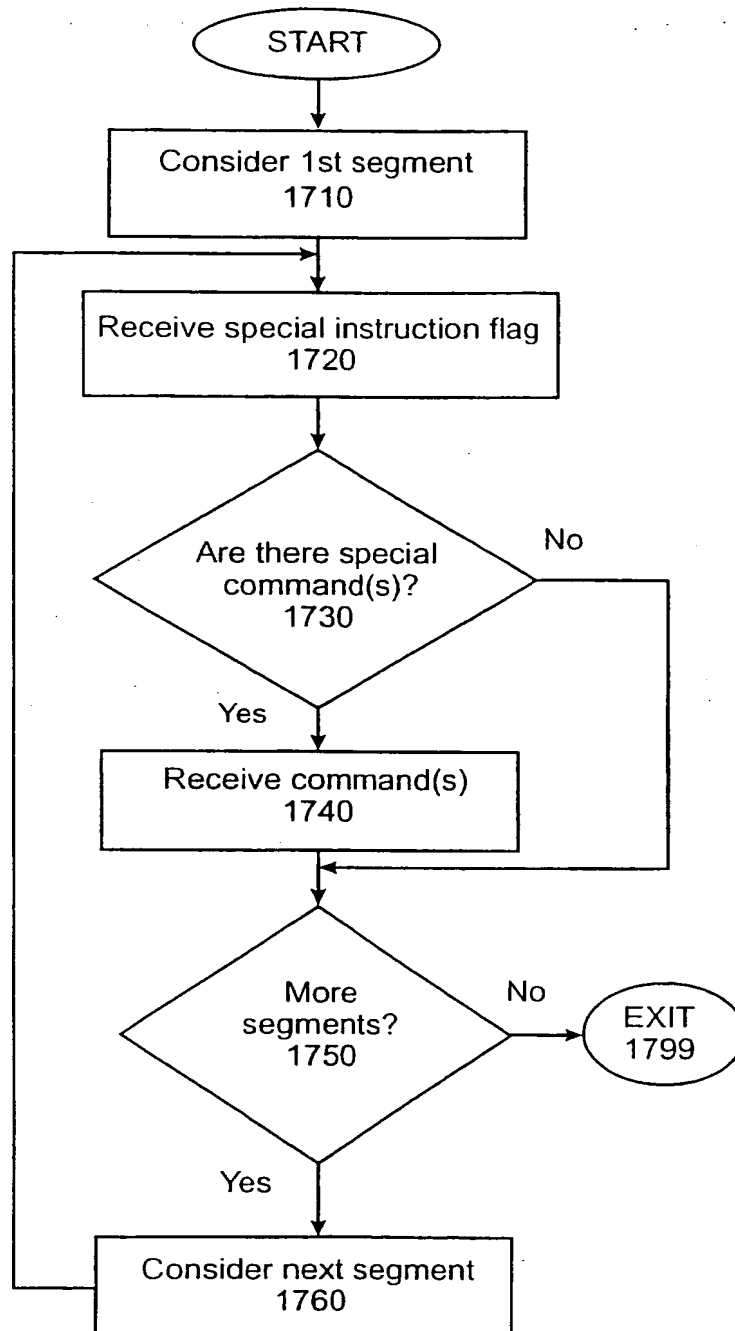 START
Consider 1st segment
1710
Receive special instruction flag
1720
Are there special
command(s)?
1730
No
Yes
Receive command(s)
1740
More
segments?
1750
No
EXIT
1799
Yes
Consider next segment
1760